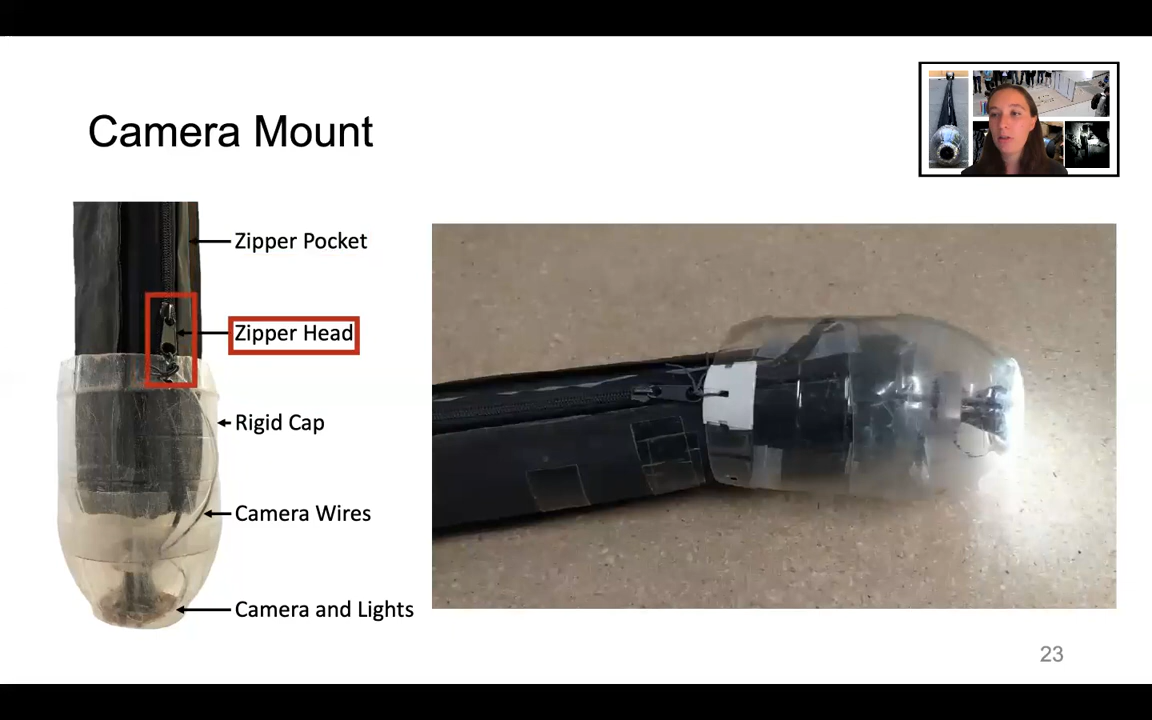 Camera Mount
Zipper Pocket
Zipper Head
Rigid Cap
Camera Wires
Camera and Lights
23